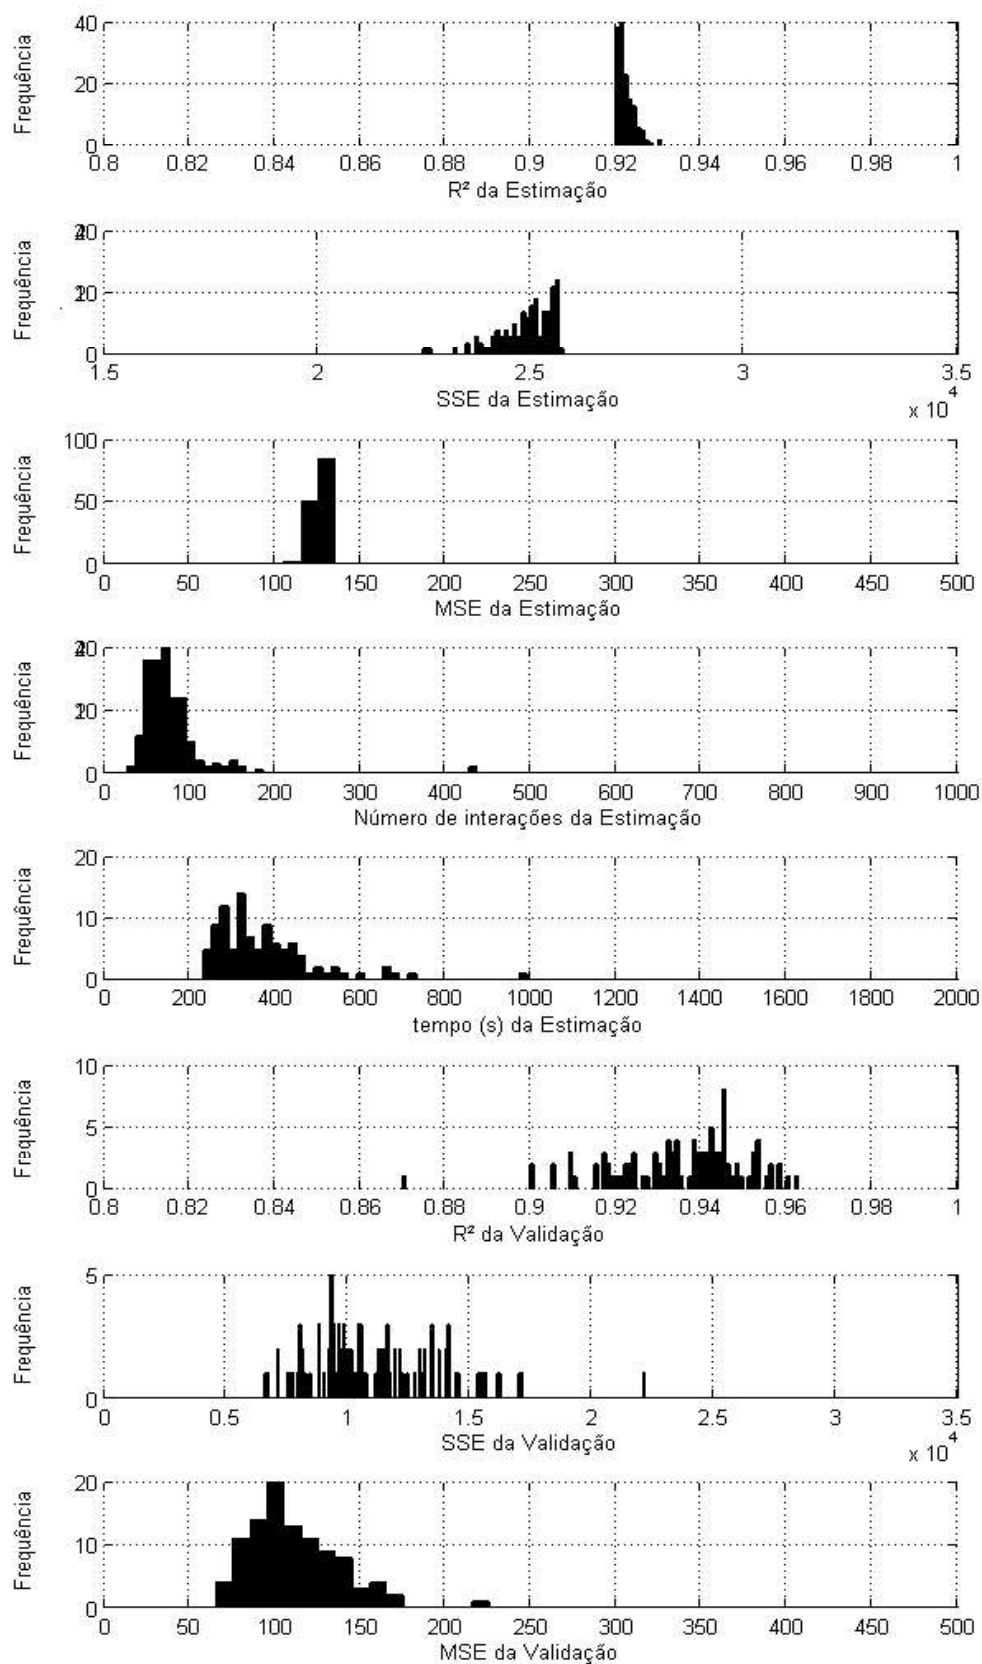 Frequência
40
20
0
0.8 0.82 0.84 0.86 0.88 0.9 0.92 0.94 0.96 0.98 1
R² da Estimação
Frequência
0
1.5 2 2.5 3 3.5
SSE da Estimação
x 10^4
Frequência
100
50
0
0 50 100 150 200 250 300 350 400 450 500
MSE da Estimação
Frequência
0
0 100 200 300 400 500 600 700 800 900 1000
Número de interações da Estimação
Frequência
20
10
0
0 200 400 600 800 1000 1200 1400 1600 1800 2000
tempo (s) da Estimação
Frequência
10
5
0
0.8 0.82 0.84 0.86 0.88 0.9 0.92 0.94 0.96 0.98 1
R² da Validação
Frequência
5
0
0 0.5 1 1.5 2 2.5 3 3.5
SSE da Validação
x 10^4
Frequência
20
10
0
0 50 100 150 200 250 300 350 400 450 500
MSE da Validação